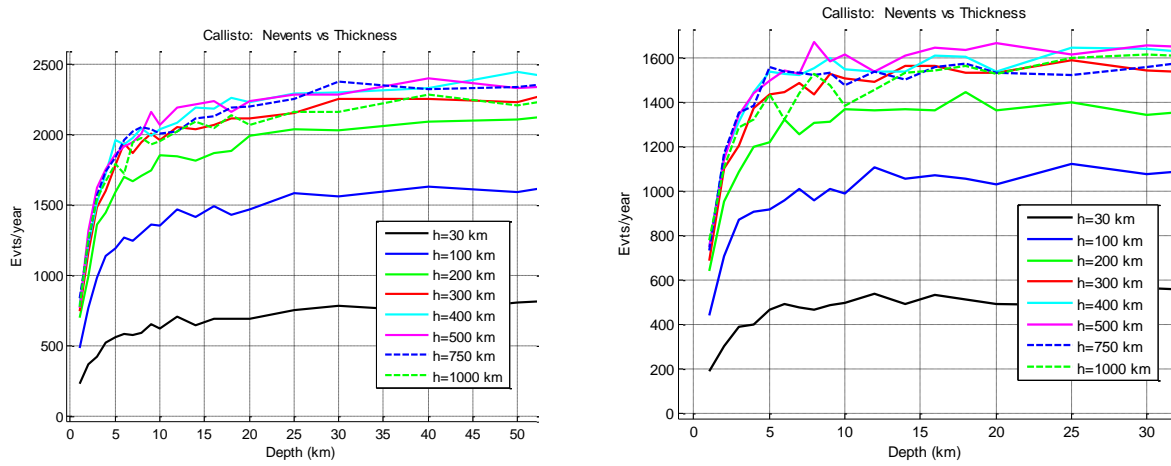 Callisto: Nevents vs Thickness
2500
2000
1500
1000
500
0
Evts/year
0 5 10 15 20 25 30 35 40 45 50
Depth (km)
h=30 km
h=100 km
h=200 km
h=300 km
h=400 km
h=500 km
h=750 km
h=1000 km
Callisto: Nevents vs Thickness
1600
1400
1200
1000
800
600
400
200
0
Evts/year
0 5 10 15 20 25 30
Depth (km)
h=30 km
h=100 km
h=200 km
h=300 km
h=400 km
h=500 km
h=750 km
h=1000 km